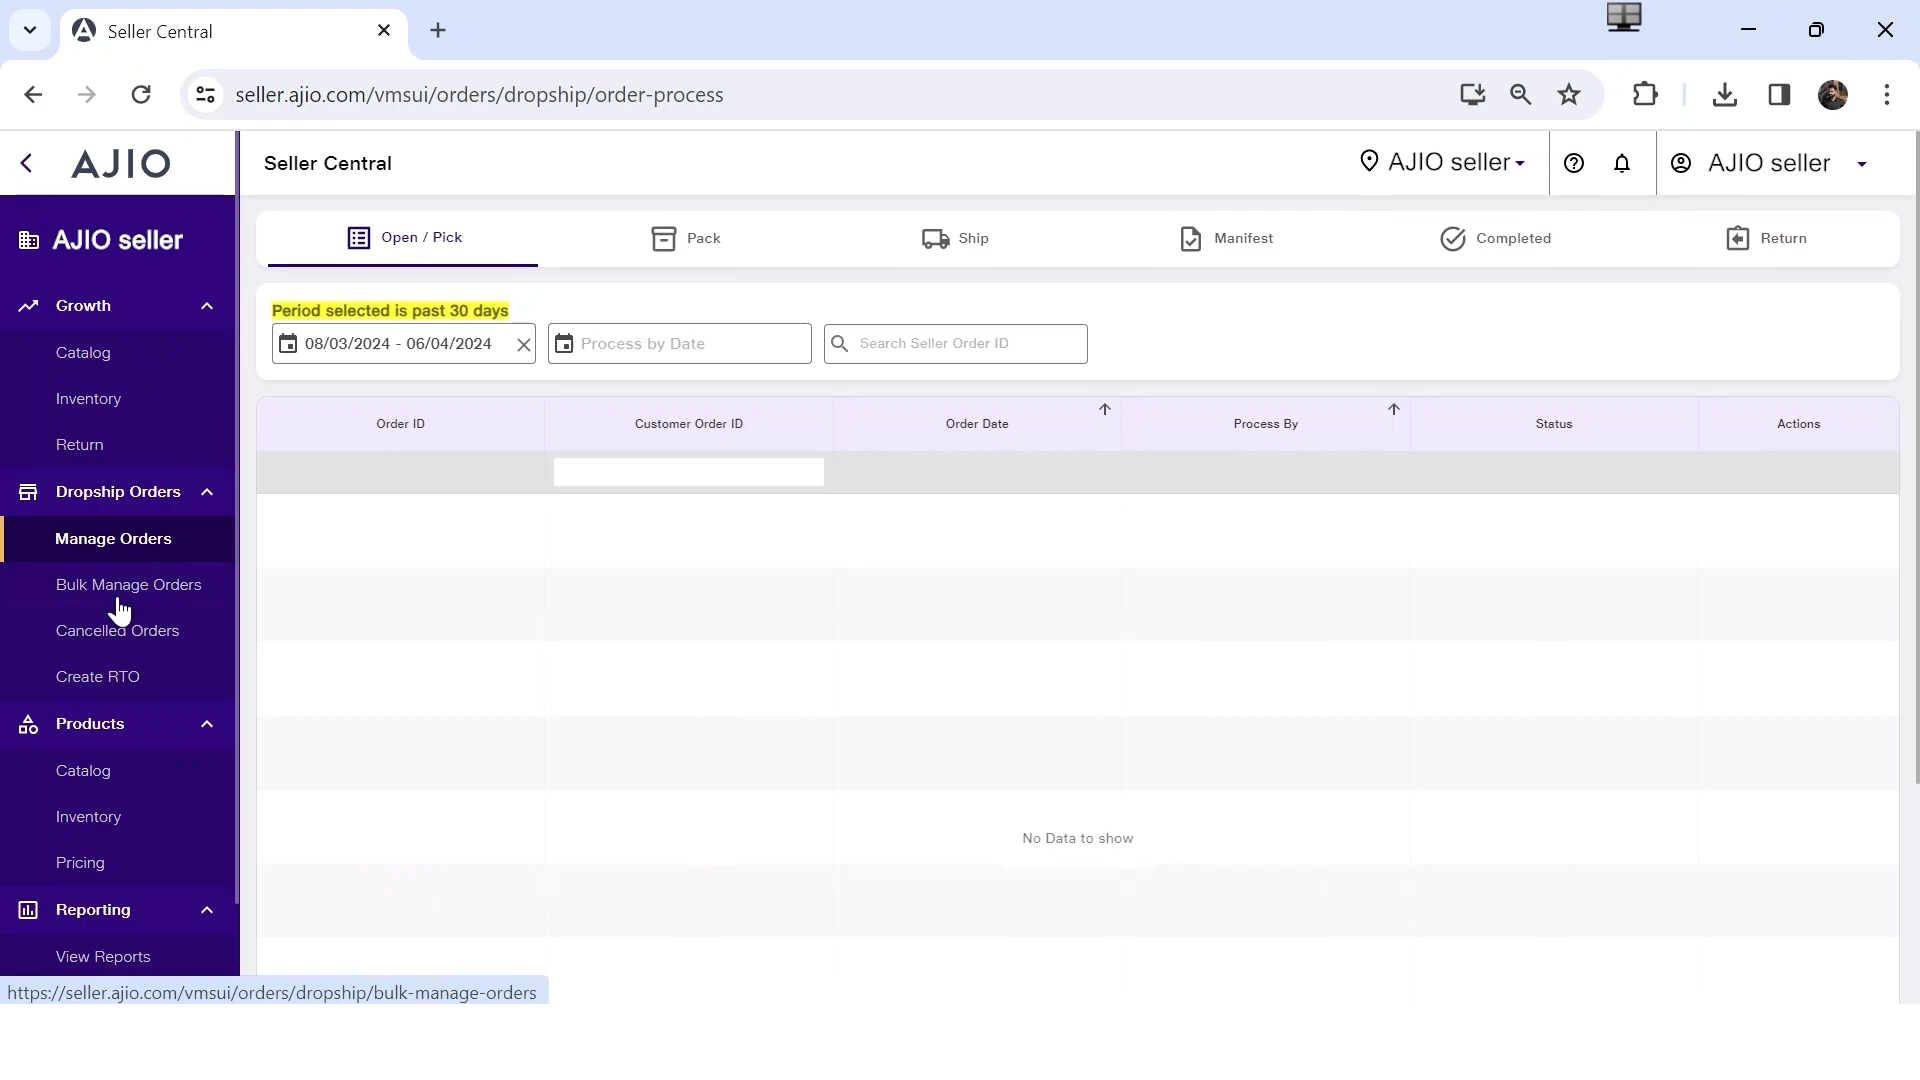 Seller Central
seller.ajio.com/vmsui/orders/dropship/order-process
AJIO
Seller Central
AJIO seller
AJIO seller
AJIO seller
Open / Pick
Pack
Ship
Manifest
Completed
Return
Growth
Catalog
Inventory
Return
Dropship Orders
Manage Orders
Bulk Manage Orders
Cancelled Orders
Create RTO
Products
Catalog
Inventory
Pricing
Reporting
View Reports
Period selected is past 30 days
08/03/2024 - 06/04/2024
Process by Date
Search Seller Order ID
Order ID
Customer Order ID
Order Date
Process By
Status
Actions
No Data to show
https://seller.ajio.com/vmsui/orders/dropship/bulk-manage-orders